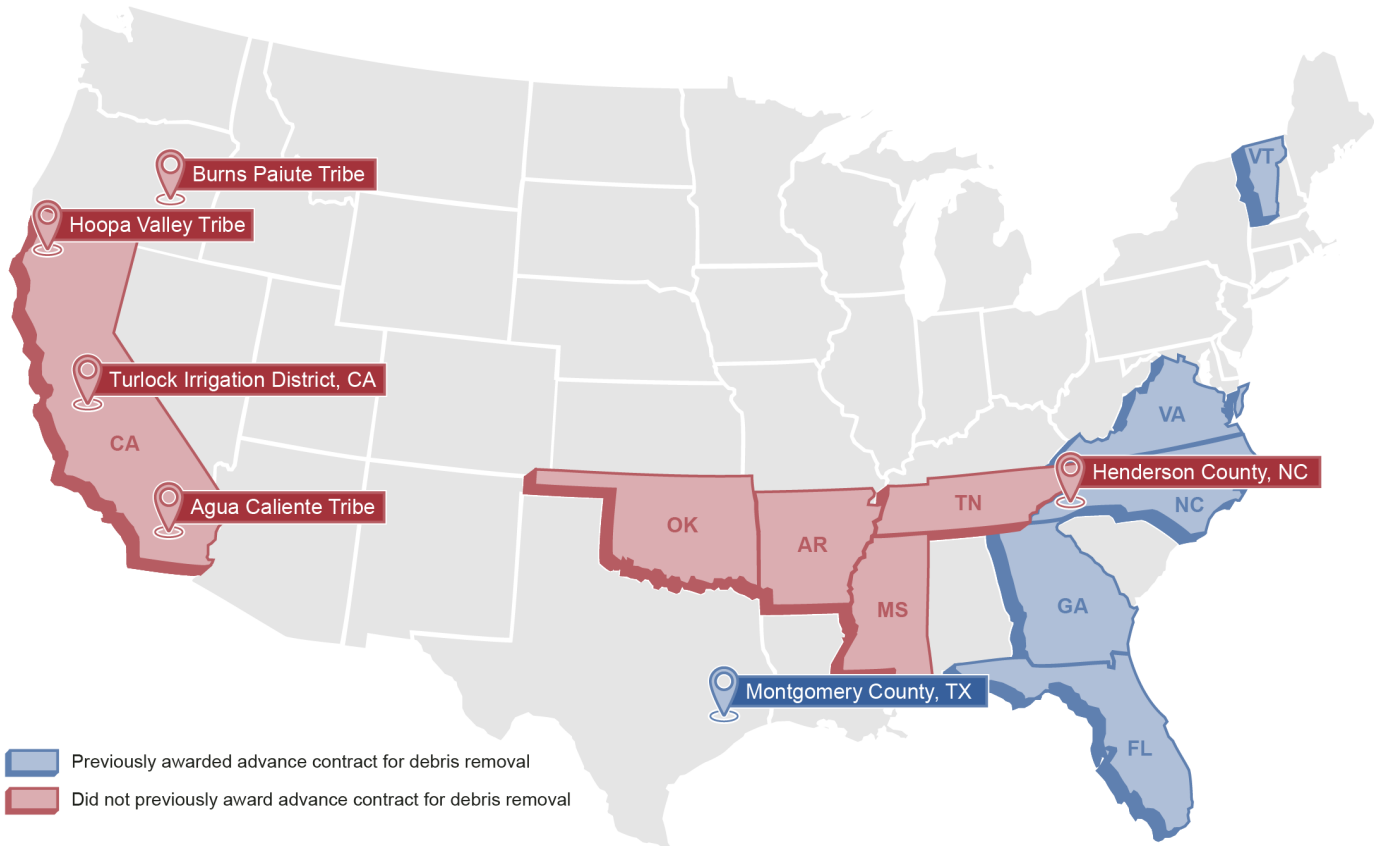 VT
Burns Paiute Tribe
Hoopa Valley Tribe
Turlock Irrigation District, CA
VA
CA
Henderson County, NC
Agua Caliente Tribe
TN
NC
OK
AR
GA
MS
Montgomery County, TX
FL
Previously awarded advance contract for debris removal
Did not previously award advance contract for debris removal